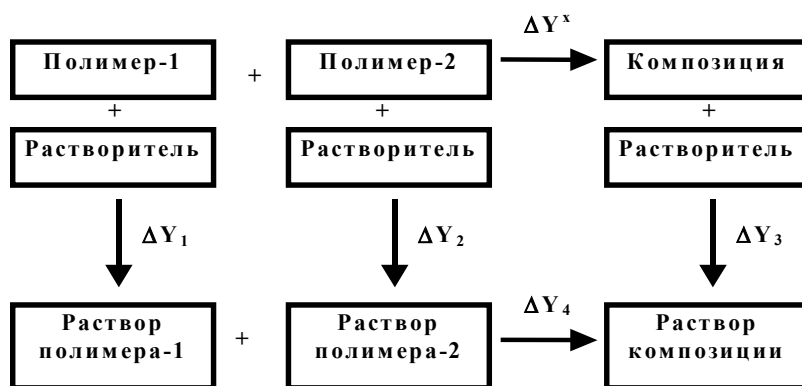 ΔY^x
Полимер-1 + Полимер-2 Композиция
+ + +
Растворитель Растворитель Растворитель
ΔY₁ ΔY₂ ΔY₃
ΔY₄
Раствор + Раствор Раствор
полимера-1 полимера-2 композиции